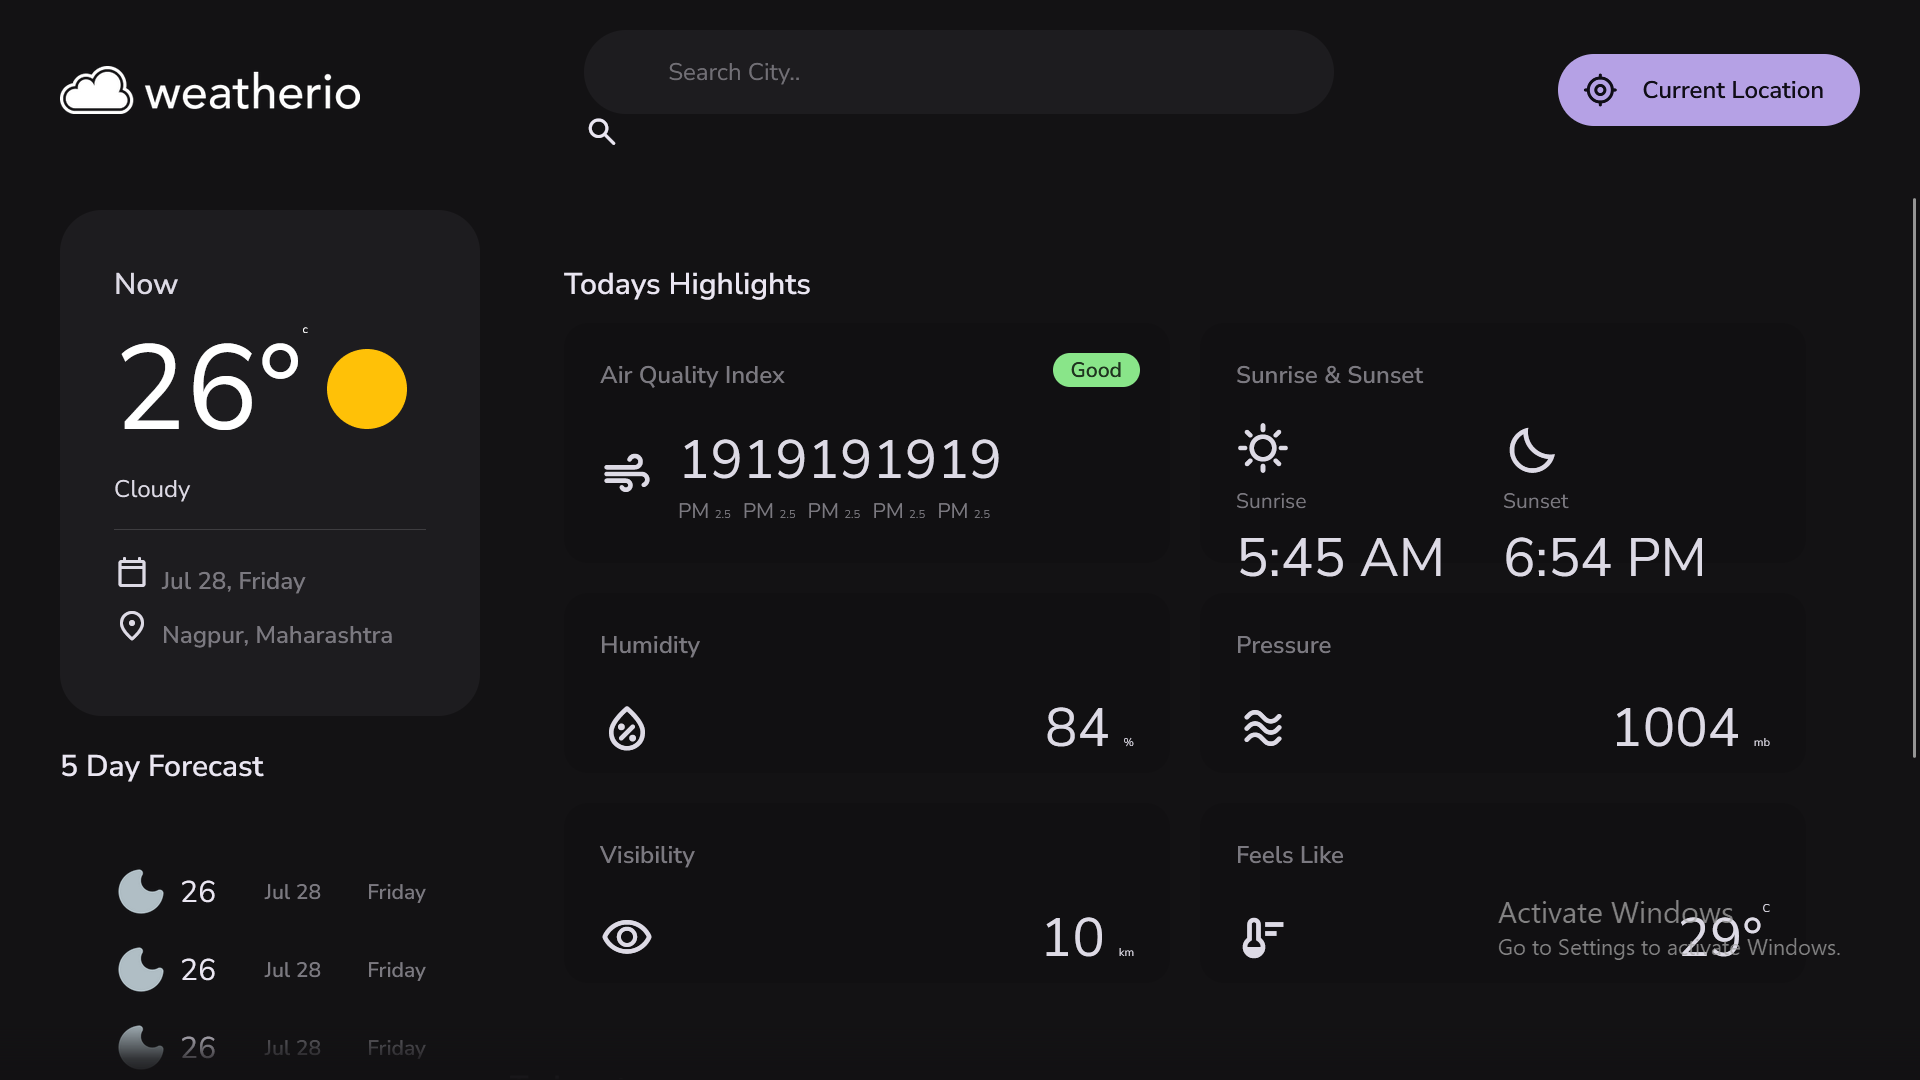 weatherio
Search City..
Current Location
Now
26° c
Cloudy
Jul 28, Friday
Nagpur, Maharashtra
5 Day Forecast
26 Jul 28 Friday
26 Jul 28 Friday
26 Jul 28 Friday
Todays Highlights
Air Quality Index
Good
1919191919
PM 2.5 PM 2.5 PM 2.5 PM 2.5 PM 2.5
Sunrise & Sunset
Sunrise
5:45 AM
Sunset
6:54 PM
Humidity
84 %
Pressure
1004 mb
Visibility
10 km
Feels Like
29° C
Activate Windows
Go to Settings to activate Windows.